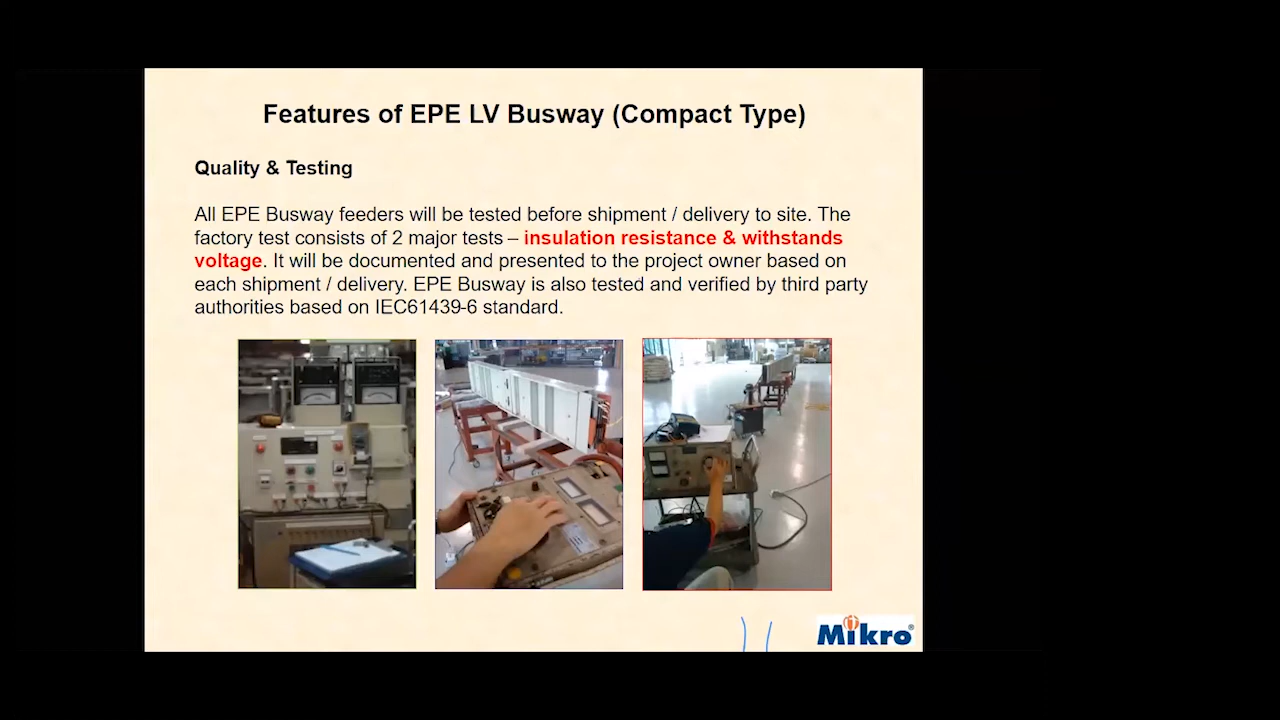 Features of EPE LV Busway (Compact Type)
Quality & Testing
All EPE Busway feeders will be tested before shipment / delivery to site. The
factory test consists of 2 major tests – insulation resistance & withstands
voltage. It will be documented and presented to the project owner based on
each shipment / delivery. EPE Busway is also tested and verified by third party
authorities based on IEC61439-6 standard.
Mikro®